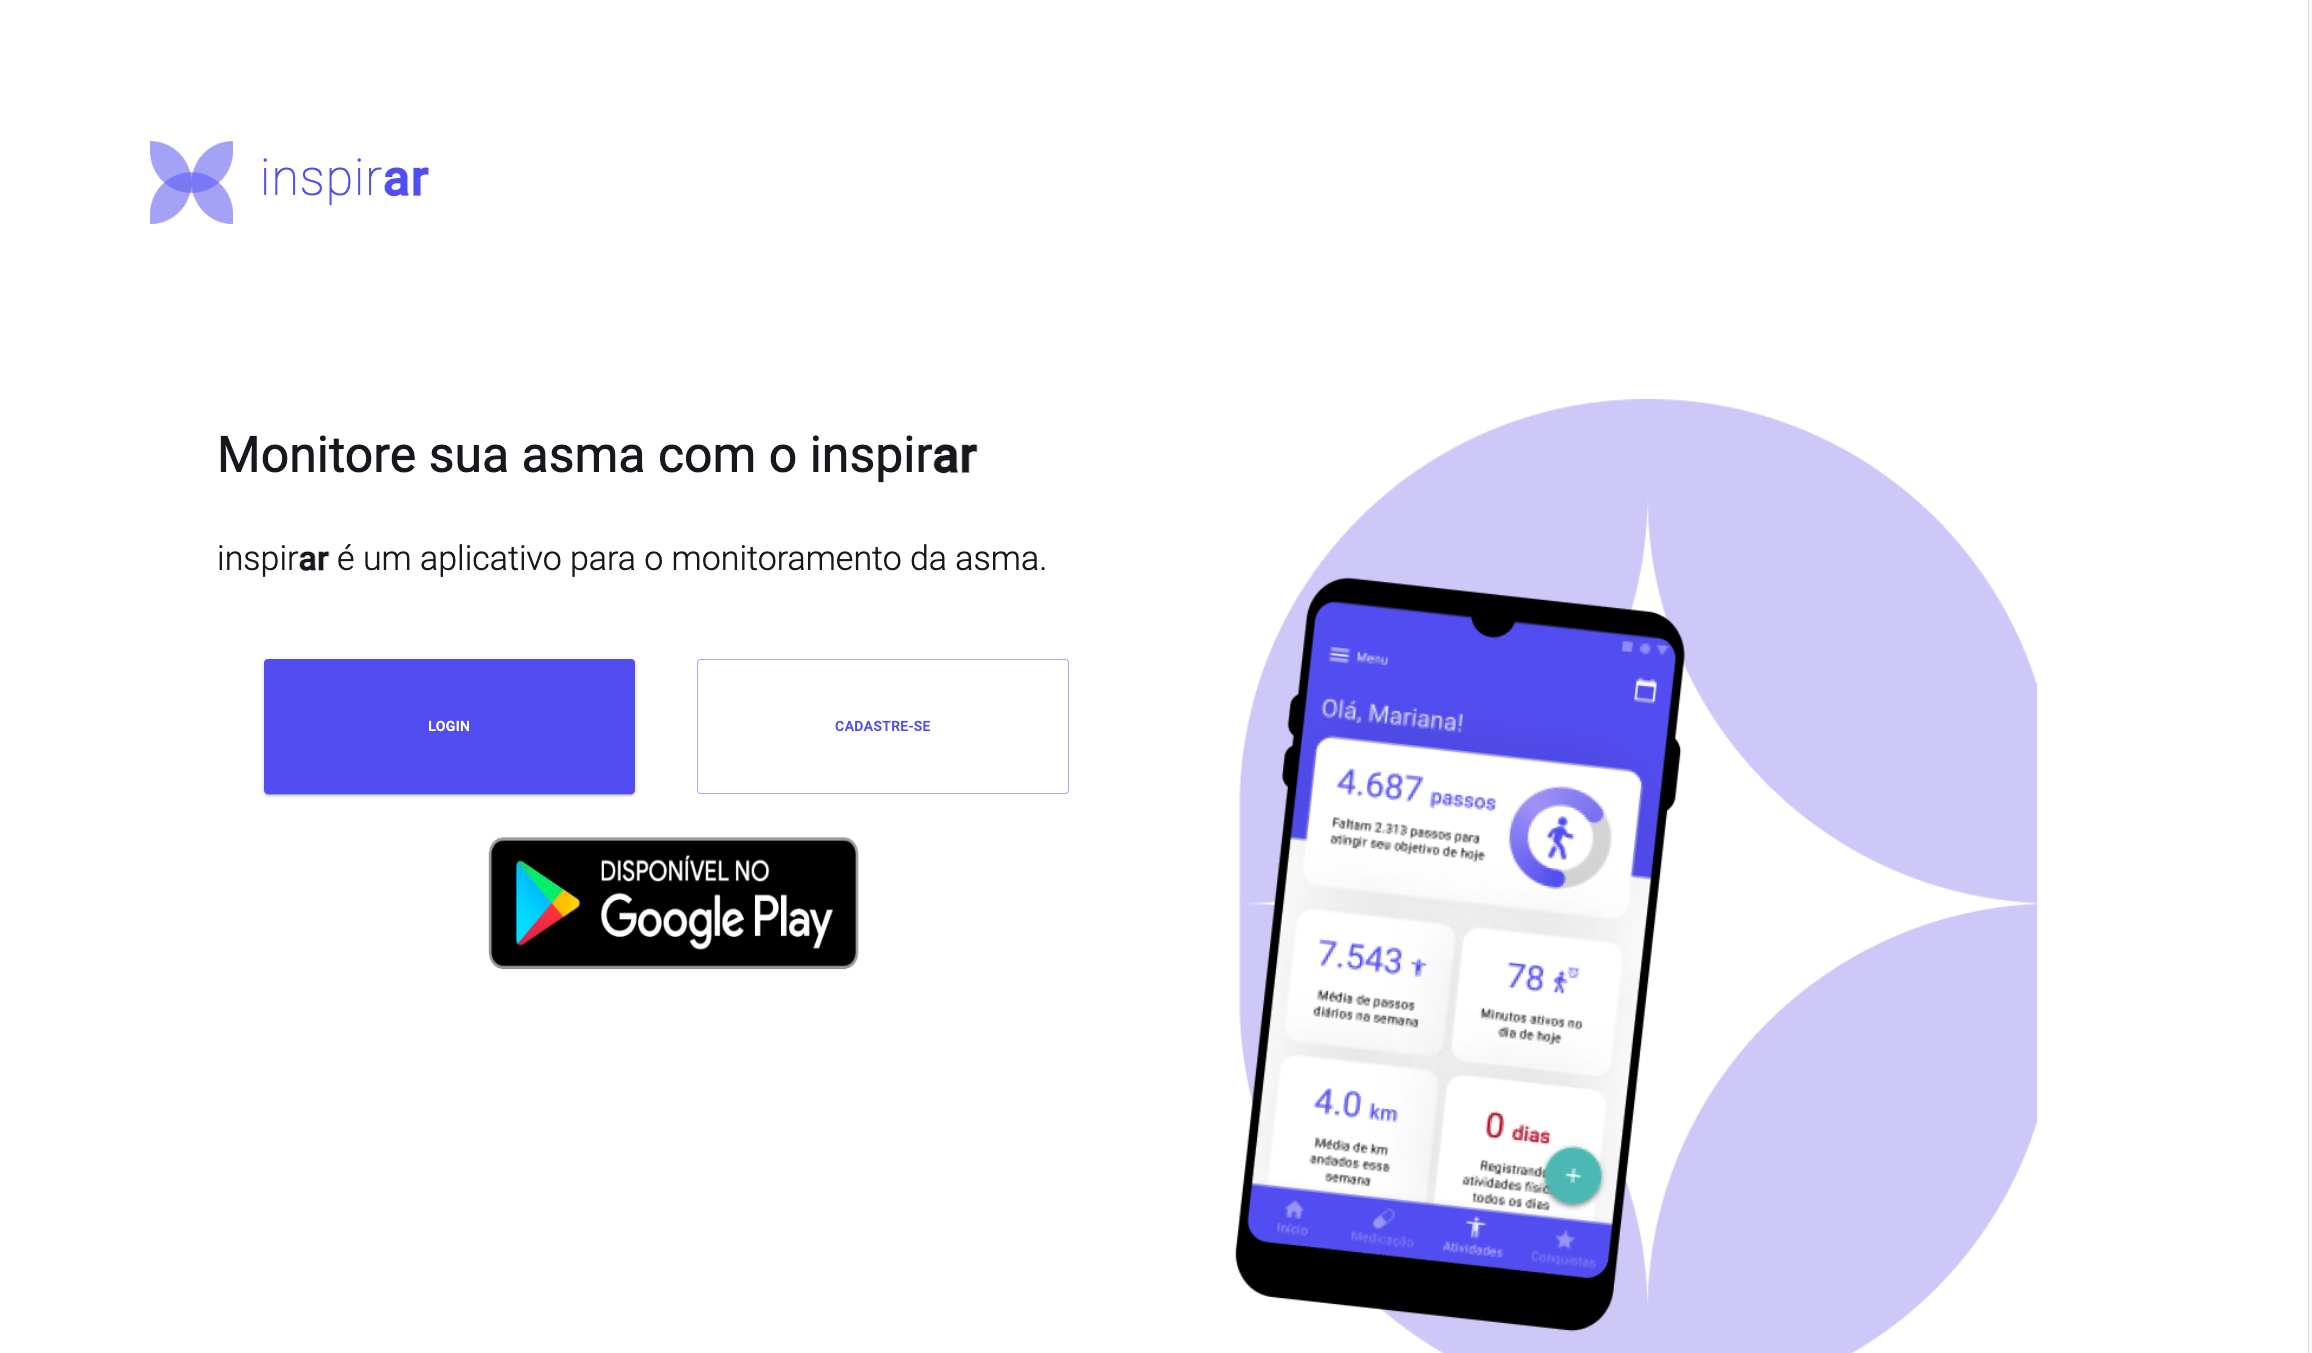 inspirar
Monitore sua asma com o inspirar
inspirar é um aplicativo para o monitoramento da asma.
LOGIN
CADASTRE-SE
DISPONÍVEL NO
Google Play
Menu
Olá, Mariana!
4.687 passos
Faltam 2.313 passos para
atingir seu objetivo de hoje
7.543
Média de passos
diários na semana
78
Minutos ativos no
dia de hoje
4.0 km
Média de km
andados essa
semana
0 dias
Registrando
atividades físic
todos os dias
+
Início
Medicação
Atividades
Conquistas